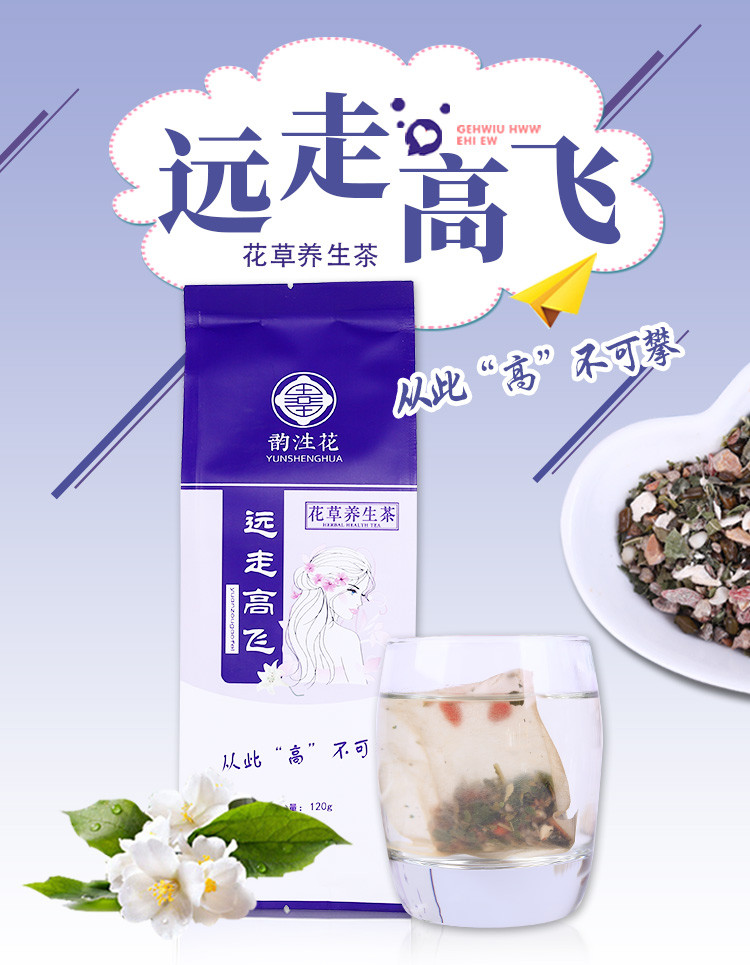 远走高飞
GEHWIU HWW
EHI EW
花草养生茶
从此“高”不可攀
韵泩花
YUNSHENGHUA
花草养生茶
HERBAL HEALTH TEA
远走高飞
yuanzougaofei
从此“高”不可
量：120g